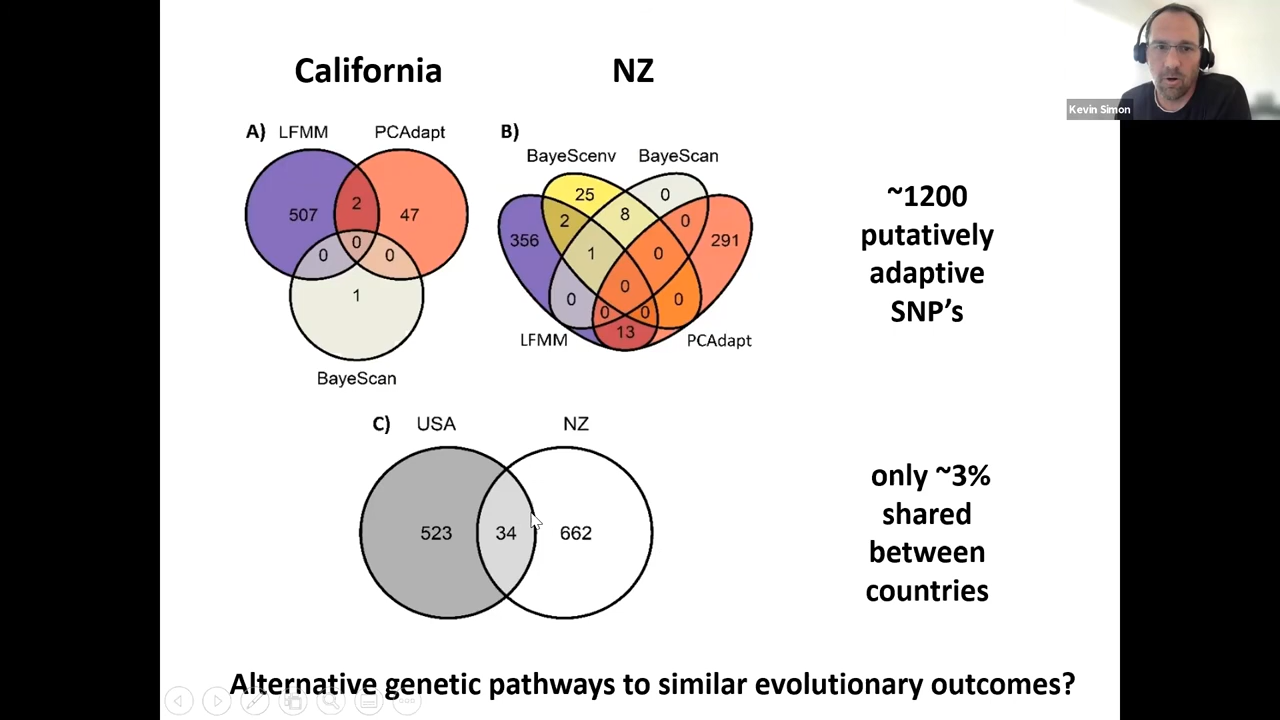 California
NZ
Kevin Simon
A)
LFMM
PCAdapt
507
2
47
0
0
0
1
BayeScan
B)
BayeScenv
BayeScan
25
0
2
8
0
356
291
1
0
0
0
0
0
0
13
LFMM
PCAdapt
~1200
putatively
adaptive
SNP’s
C)
USA
NZ
523
34
662
only ~3%
shared
between
countries
Alternative genetic pathways to similar evolutionary outcomes?